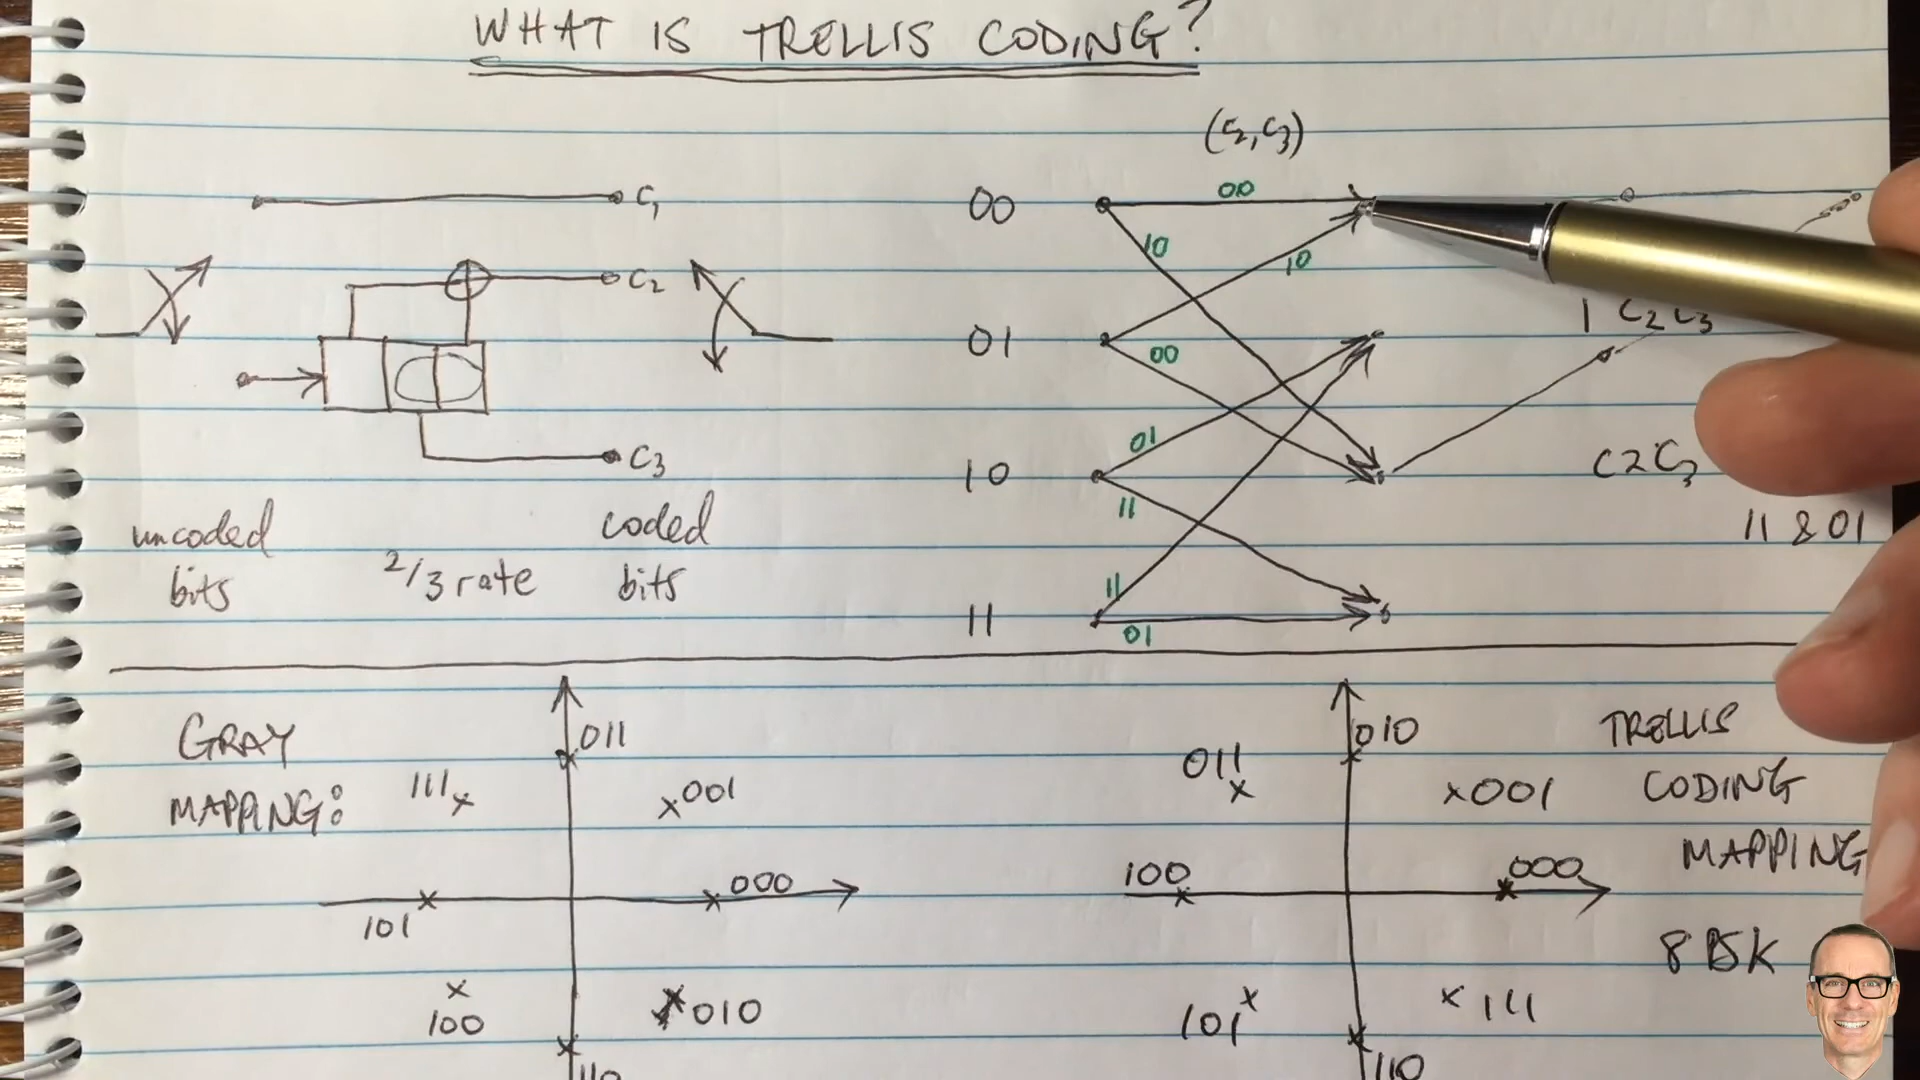 WHAT IS TRELLIS CODING?
(C2,C3)
00
00
10
10
C1
C2
C3
01
00
1 C2C3
10
01
11
C2C3
11 & 01
11
11
01
uncoded
bits
2/3 rate
coded
bits
GRAY
MAPPING:
011
111
001
000
101
100
010
110
010
011
001
100
000
101
111
110
TRELLIS
CODING
MAPPING
8 PSK